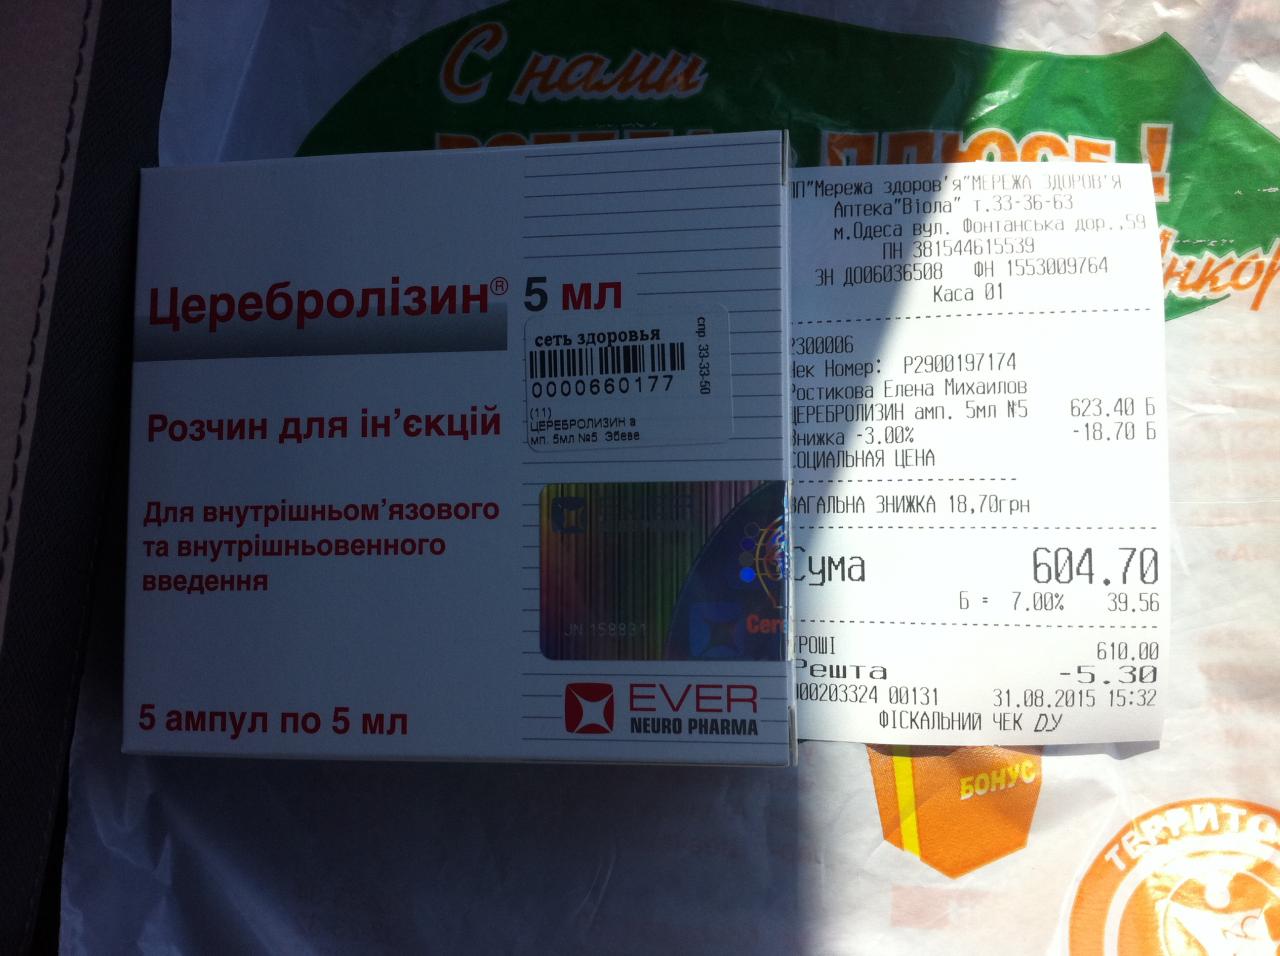 С нами
ПЛЮСЕ!
Анкор
Церебролізин® 5 мл
сеть здоровья
0000660177
спр 33-33-50
(11)
ЦЕРЕБРОЛИЗИН а
мп. 5мл №5 Эбеве
Розчин для ін’єкцій
Для внутрішньом’язового
та внутрішньовенного
введення
JN 158831
Cere
5 ампул по 5 мл
EVER
NEURO PHARMA
ПП"Мережа здоров'я"МЕРЕЖА ЗДОРОВ'Я
Аптека"Віола" т.33-36-63
м.Одеса вул. Фонтанська дор.,59
ПН 381544615539
ЗН ДО06036508 ФН 1553009764
Каса 01
2300006
Чек Номер: Р2900197174
Ростикова Елена Михаилов
ЦЕРЕБРОЛИЗИН амп. 5мл №5 623.40 Б
Знижка -3.00% -18.70 Б
СОЦИАЛЬНАЯ ЦЕНА
ЗАГАЛЬНА ЗНИЖКА 18,70грн
Сума 604.70
Б = 7.00% 39.56
ГРОШІ 610.00
Решта -5.30
000203324 00131 31.08.2015 15:32
ФІСКАЛЬНИЙ ЧЕК
БОНУС
ТЕРРИТО